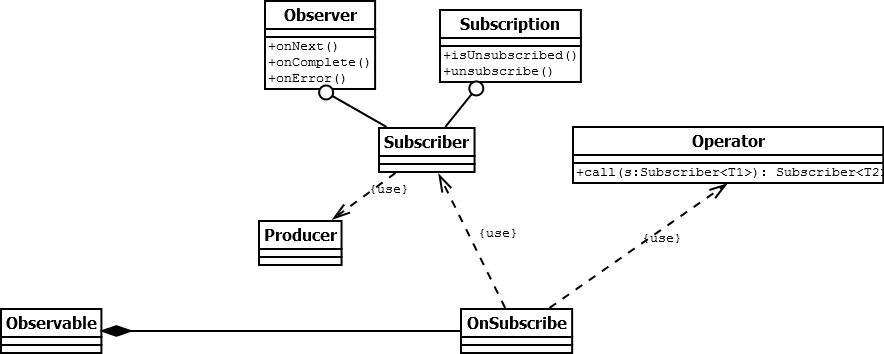 Observer
+onNext()
+onComplete()
+onError()
Subscription
+isUnsubscribed()
+unsubscribe()
Subscriber
Operator
+call(s:Subscriber<T1>): Subscriber<T2>
{use}
Producer
{use}
{use}
Observable
OnSubscribe